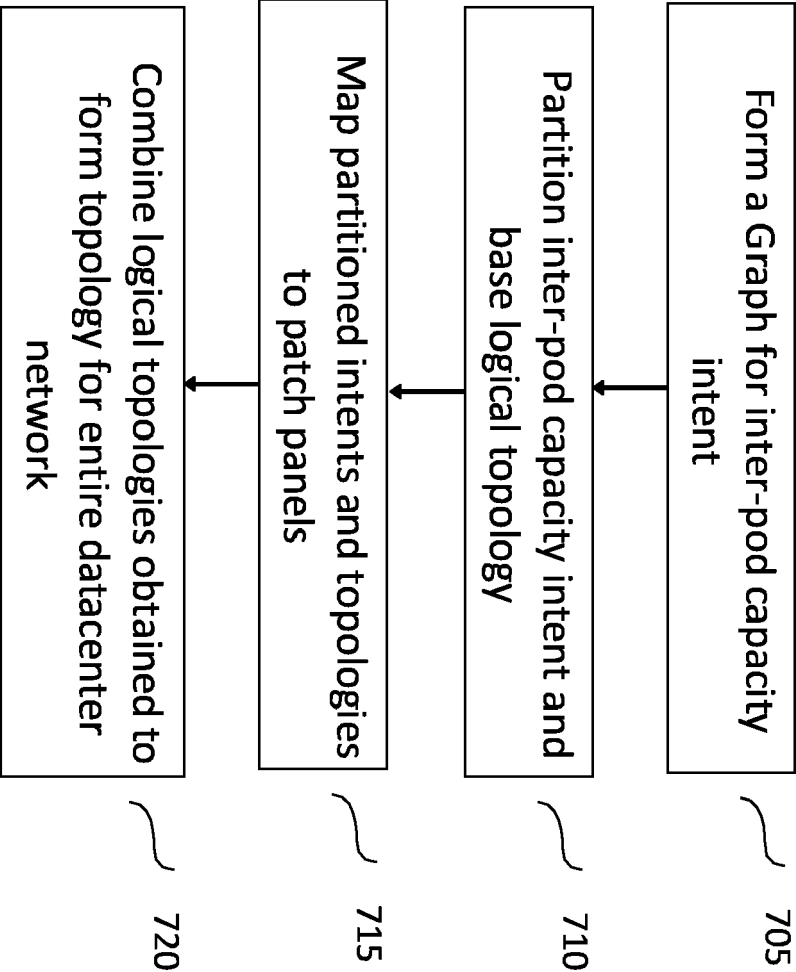 Form a Graph for inter-pod capacity
intent
705
Partition inter-pod capacity intent and
base logical topology
710
Map partitioned intents and topologies
to patch panels
715
Combine logical topologies obtained to
form topology for entire datacenter
network
720